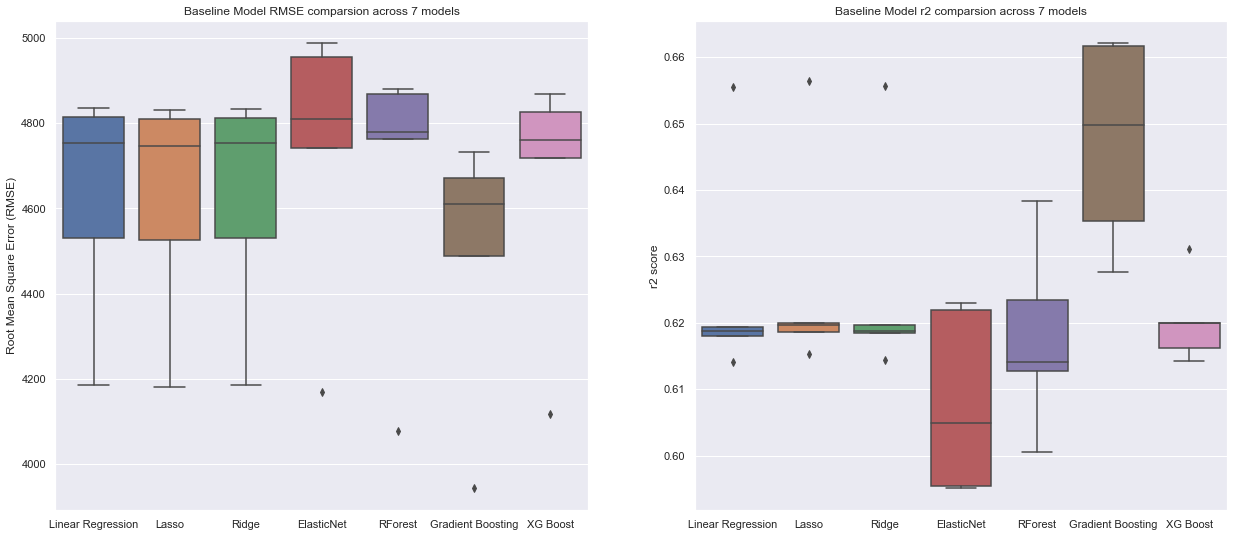 Baseline Model RMSE comparsion across 7 models
Root Mean Square Error (RMSE)
5000
4800
4600
4400
4200
4000
Linear Regression Lasso Ridge ElasticNet RForest Gradient Boosting XG Boost
Baseline Model r2 comparsion across 7 models
r2 score
0.66
0.65
0.64
0.63
0.62
0.61
0.60
Linear Regression Lasso Ridge ElasticNet RForest Gradient Boosting XG Boost